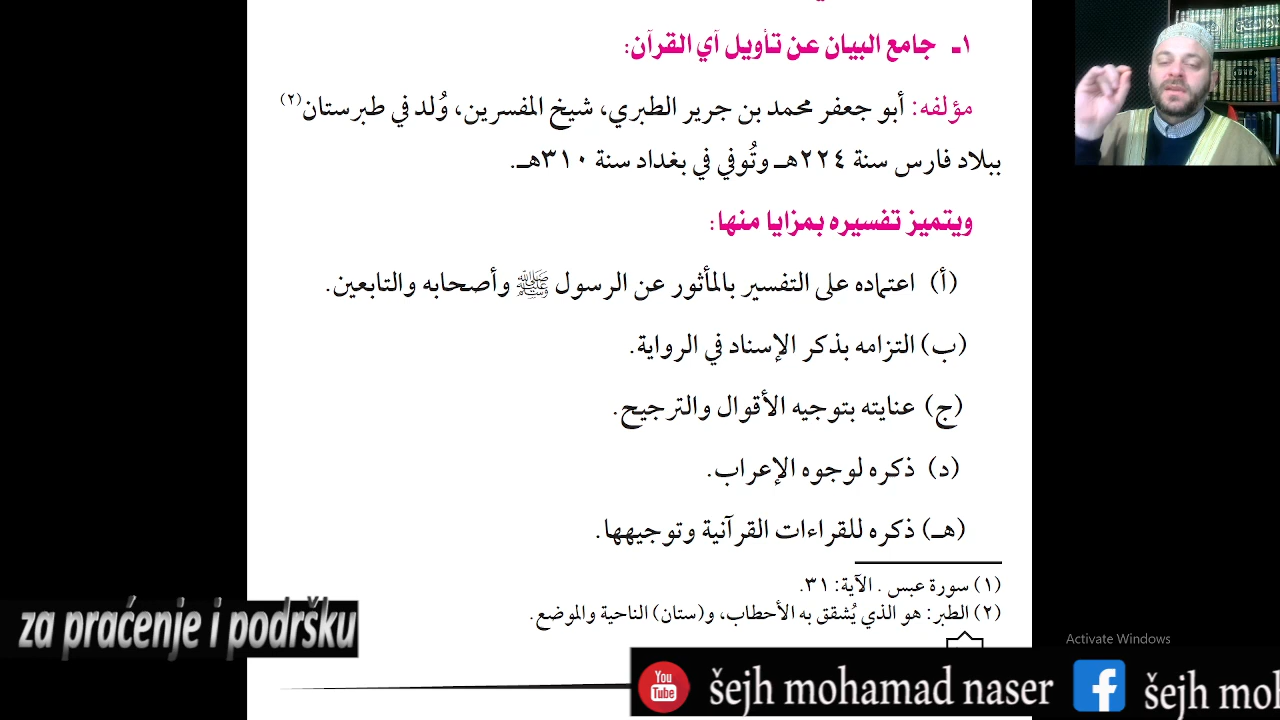 ١ـ جامع البيان عن تأويل آي القرآن:
مؤلفه: أبو جعفر محمد بن جرير الطبري، شيخ المفسرين، وُلد في طبرستان(٢)
ببلاد فارس سنة ٢٢٤هـ وتُوفي في بغداد سنة ٣١٠هـ.
ويتميز تفسيره بمزايا منها:
(أ) اعتماده على التفسير بالمأثور عن الرسول ﷺ وأصحابه والتابعين.
(ب) التزامه بذكر الإسناد في الرواية.
(ج) عنايته بتوجيه الأقوال والترجيح.
(د) ذكره لوجوه الإعراب.
(هـ) ذكره للقراءات القرآنية وتوجيهها.
(١) سورة عبس . الآية: ٣١.
(٢) الطبر: هو الذي يُشقق به الأحطاب، و(ستان) الناحية والموضع.
za praćenje i podršku
Activate Windows
You Tube šejh mohamad naser f šejh moh